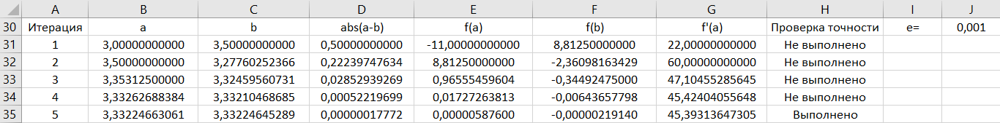 A B C D E F G H I J
30 Итерация a b abs(a-b) f(a) f(b) f'(a) Проверка точности e= 0,001
31 1 3,00000000000 3,50000000000 0,50000000000 -11,00000000000 8,81250000000 22,00000000000 Не выполнено
32 2 3,50000000000 3,27760252366 0,22239747634 8,81250000000 -2,36098163429 60,00000000000 Не выполнено
33 3 3,35312500000 3,32459560731 0,02852939269 0,96555459604 -0,34492475000 47,10455285645 Не выполнено
34 4 3,33262688384 3,33210468685 0,00052219699 0,01727263813 -0,00643657798 45,42404055648 Не выполнено
35 5 3,33224663061 3,33224645289 0,00000017772 0,00000587600 -0,00000219140 45,39313647305 Выполнено